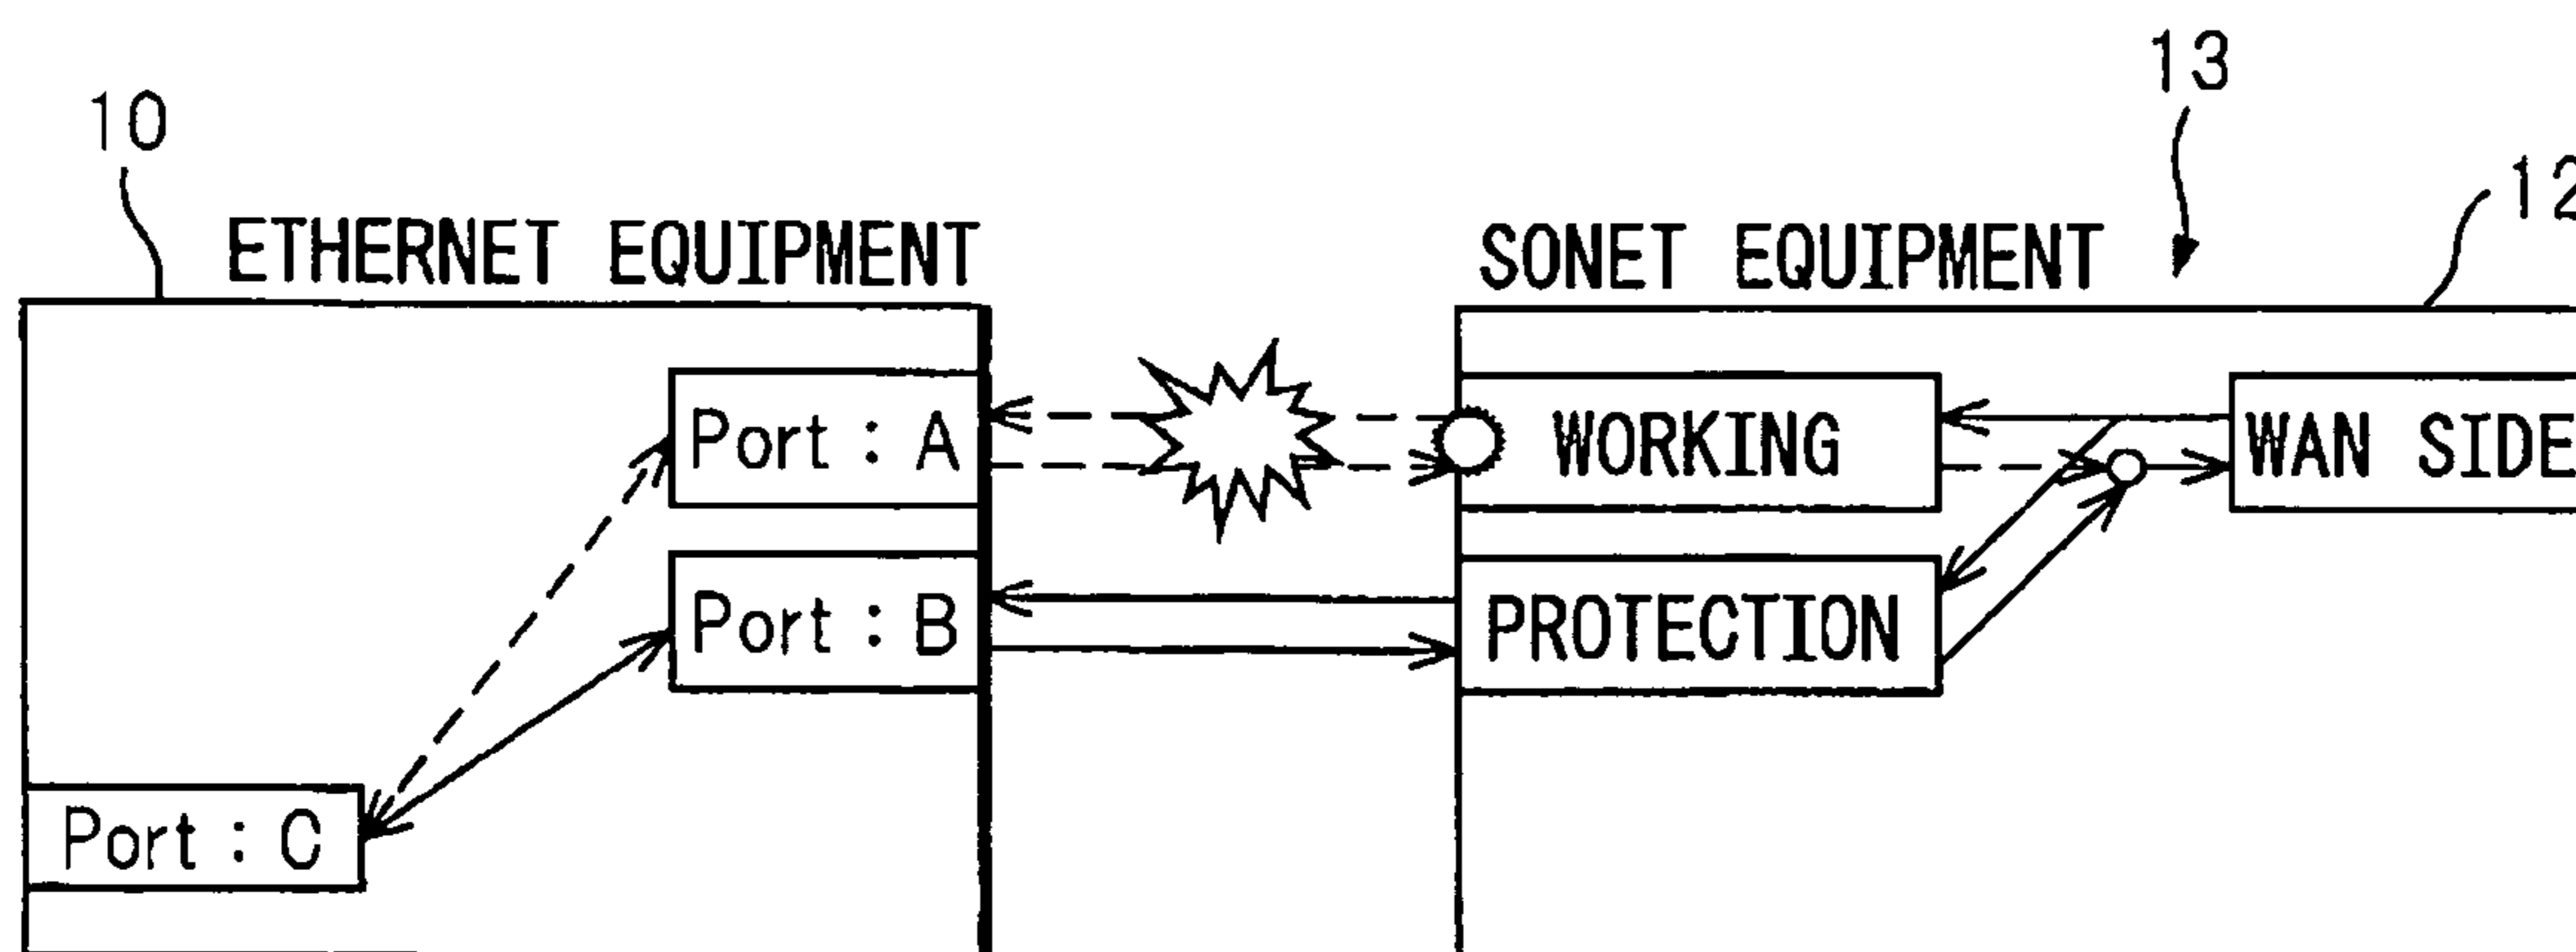 13
10
12
ETHERNET EQUIPMENT
SONET EQUIPMENT
Port : A
WORKING
WAN SIDE
Port : B
PROTECTION
Port : C